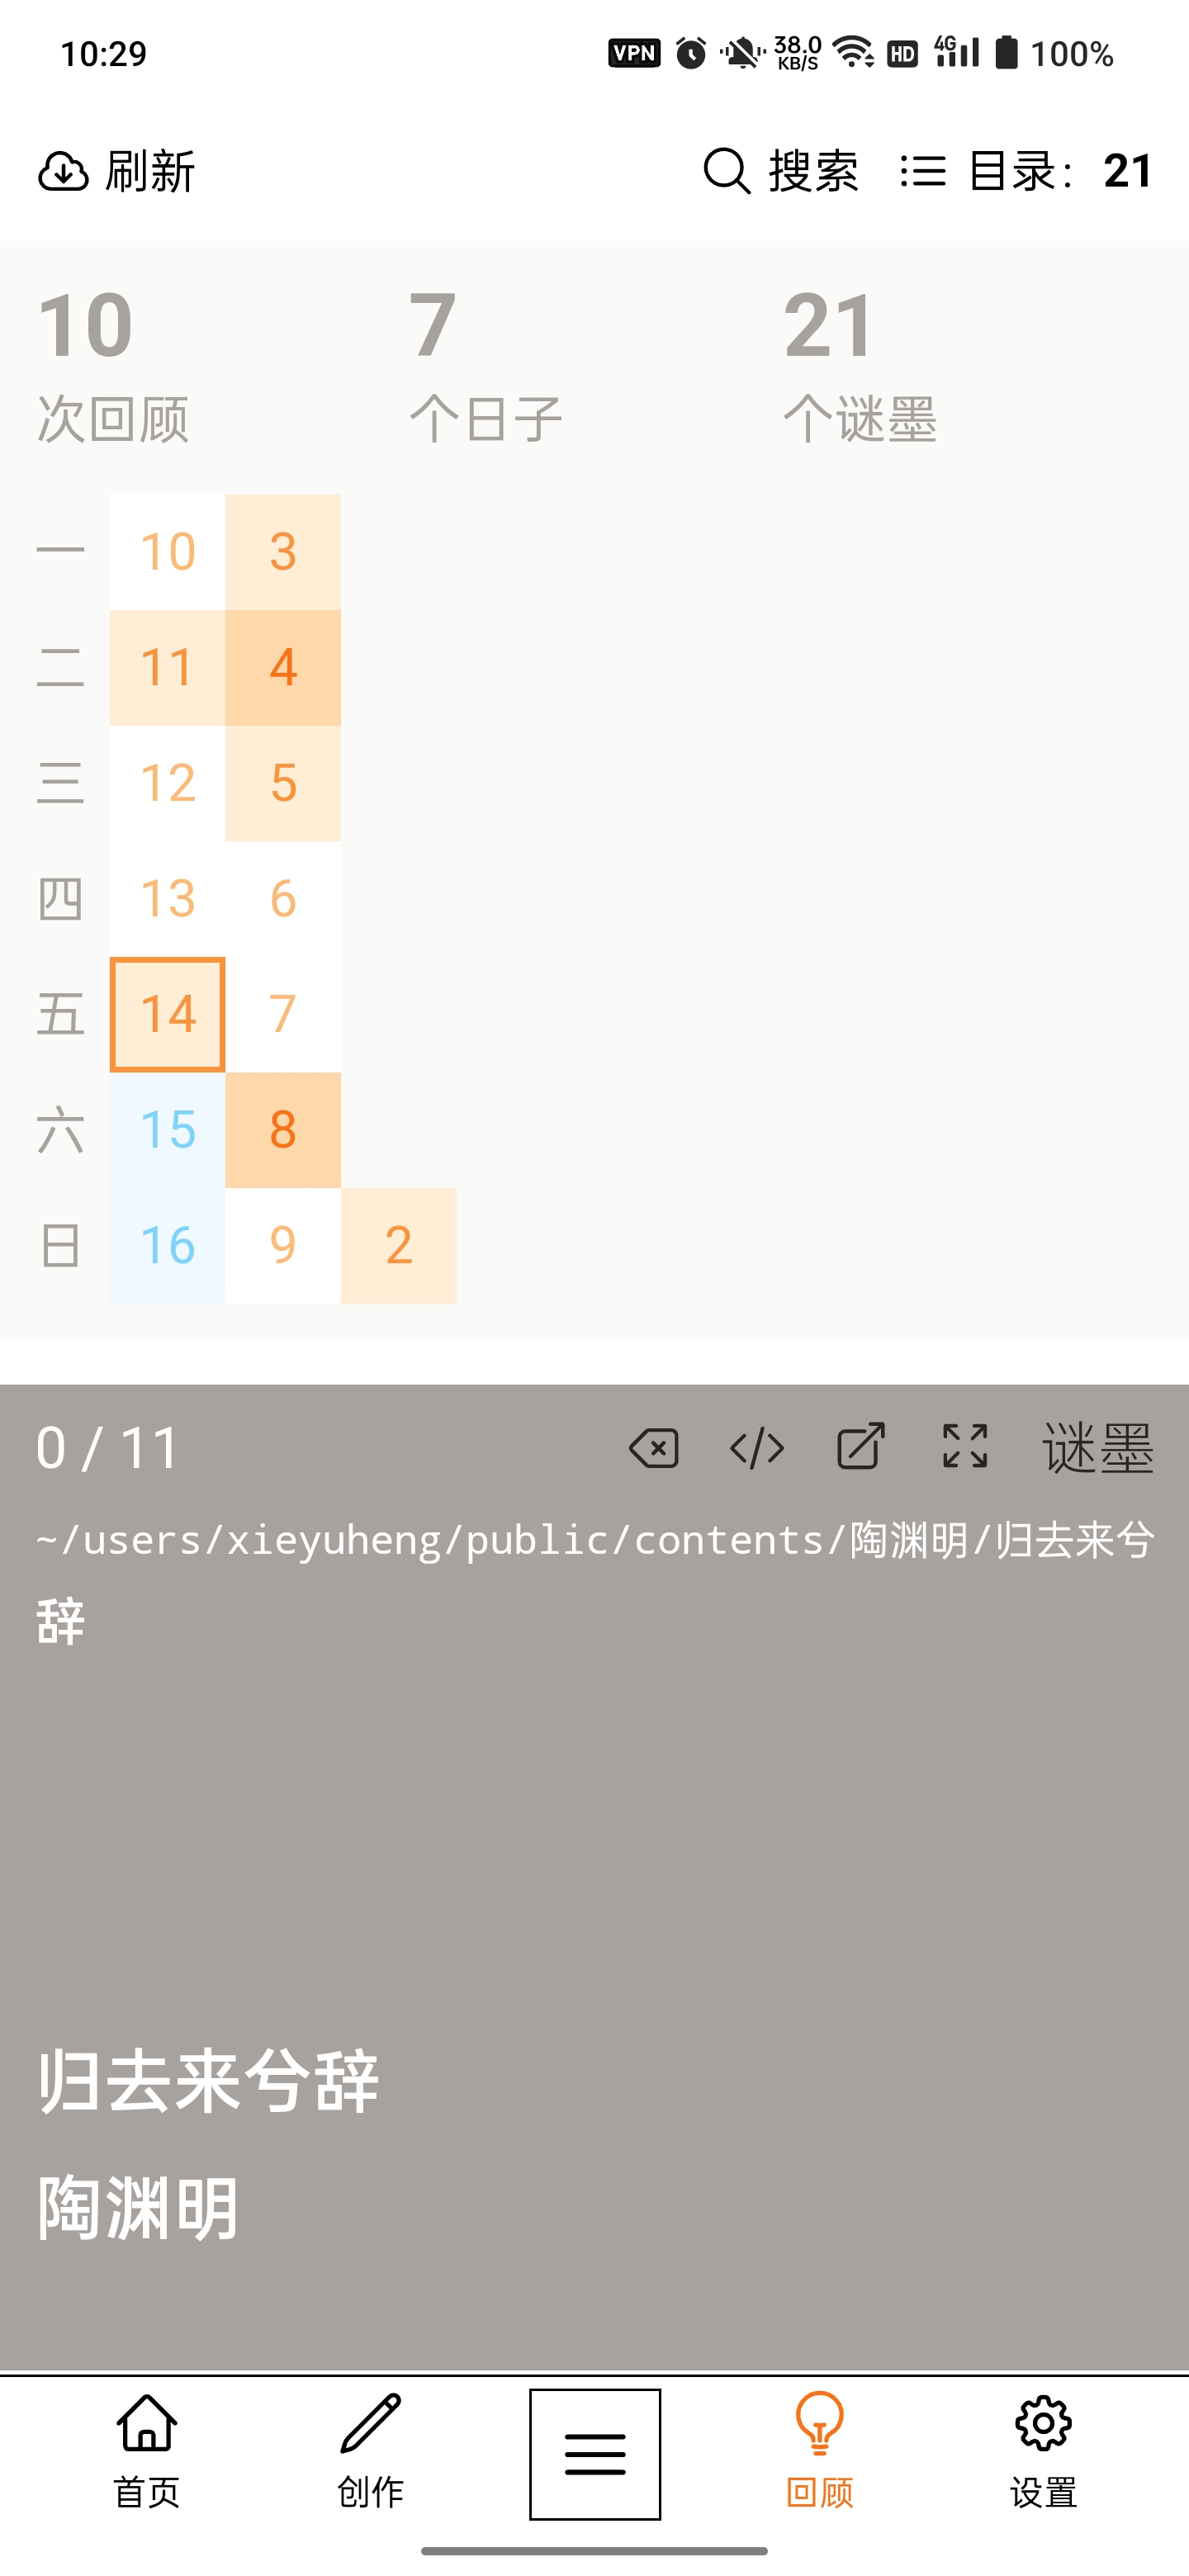 10:29 VPN 38.0 KB/S HD 4G 100%
刷新 搜索 目录： 21
10 7 21
次回顾 个日子 个谜墨
一 10 3
二 11 4
三 12 5
四 13 6
五 14 7
六 15 8
日 16 9 2
0 / 11 </> 谜墨
~/users/xieyuheng/public/contents/陶渊明/归去来兮
辞
归去来兮辞
陶渊明
首页 创作 回顾 设置